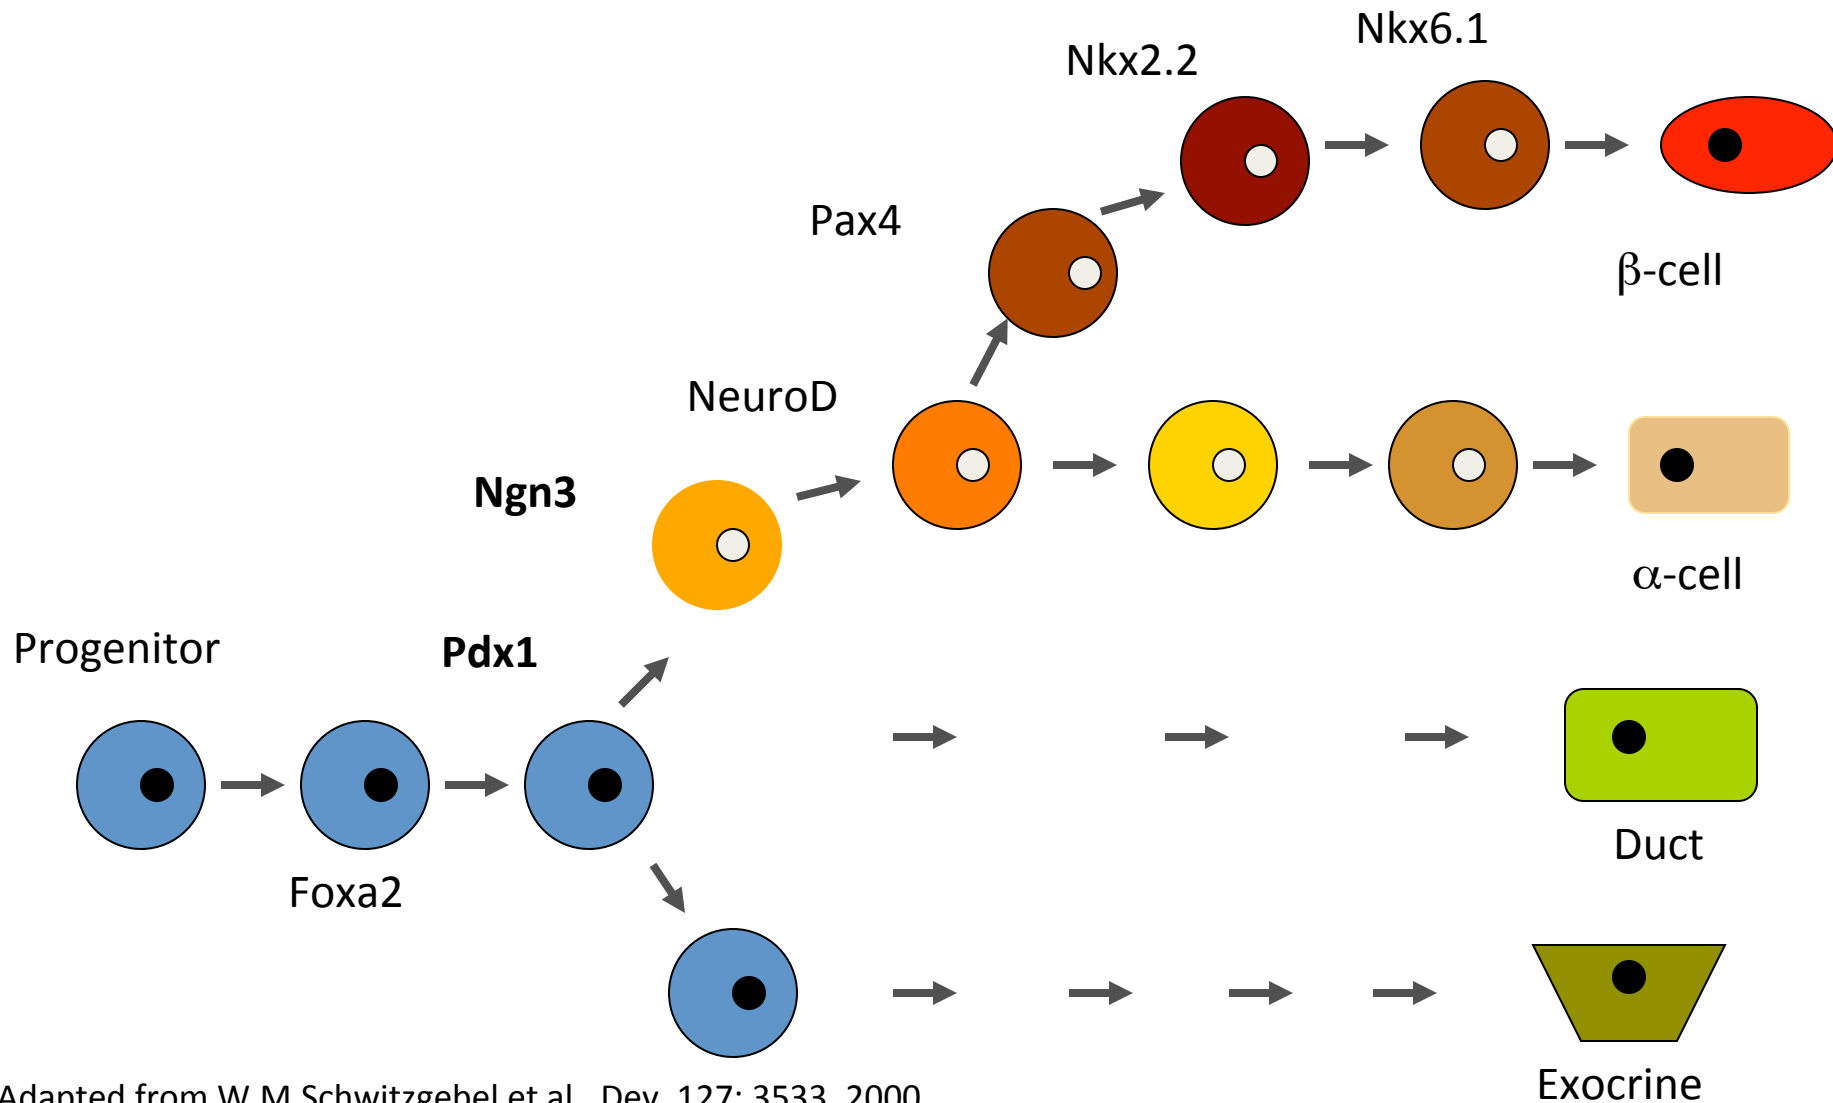 Nkx6.1
Nkx2.2
Pax4
β-cell
NeuroD
Ngn3
α-cell
Progenitor
Pdx1
Duct
Foxa2
Exocrine
Adapted from W.M.Schwitzgebel et al., Dev. 127: 3533, 2000